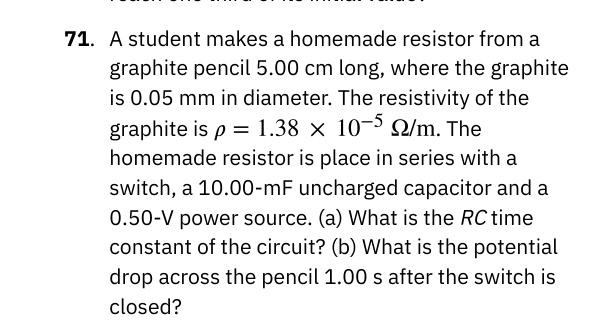 71. A student makes a homemade resistor from a
graphite pencil 5.00 cm long, where the graphite
is 0.05 mm in diameter. The resistivity of the
graphite is ρ = 1.38 × 10⁻⁵ Ω/m. The
homemade resistor is place in series with a
switch, a 10.00-mF uncharged capacitor and a
0.50-V power source. (a) What is the RC time
constant of the circuit? (b) What is the potential
drop across the pencil 1.00 s after the switch is
closed?